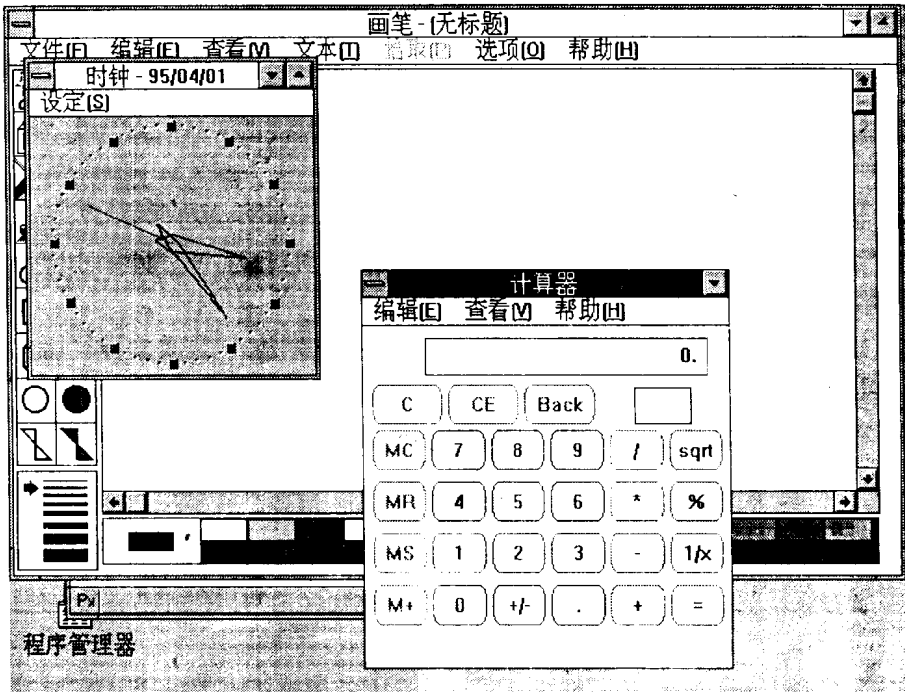 画笔 - (无标题)
文件(F) 编辑(E) 查看(V) 文本(T) 拾取(P) 选项(O) 帮助(H)
时钟 - 95/04/01
设定(S)
计算器
编辑(E) 查看(V) 帮助(H)
0.
C CE Back
MC 7 8 9 / sqrt
MR 4 5 6 * %
MS 1 2 3 - 1/x
M+ 0 +/- . + =
程序管理器